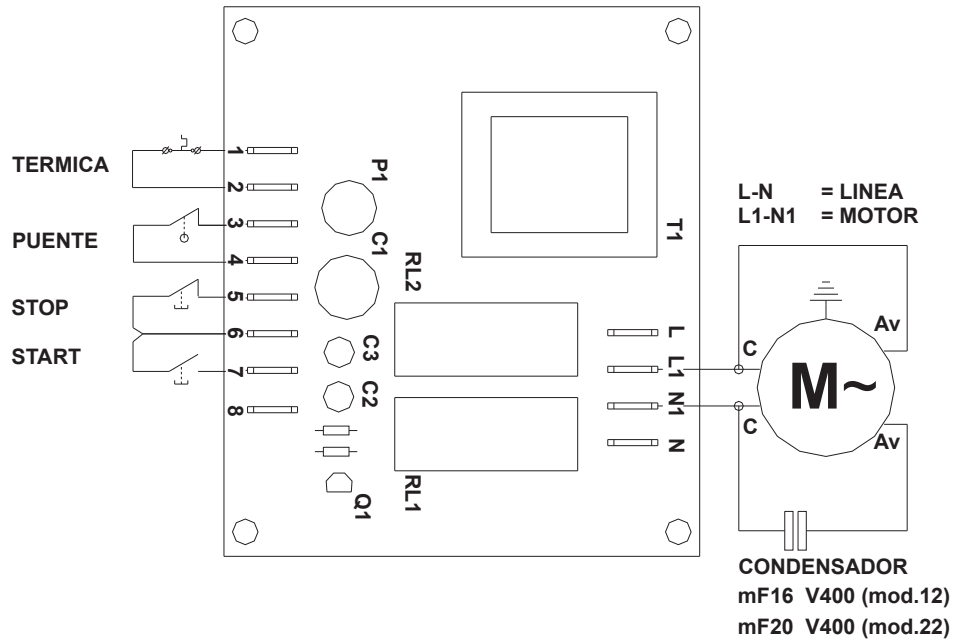 TERMICA
PUENTE
STOP
START
1
2
3
4
5
6
7
8
P1
C1
RL2
C3
C2
Q1
RL1
T1
L
L1
N1
N
L-N = LINEA
L1-N1 = MOTOR
C
Av
M~
C
Av
CONDENSADOR
mF16 V400 (mod.12)
mF20 V400 (mod.22)